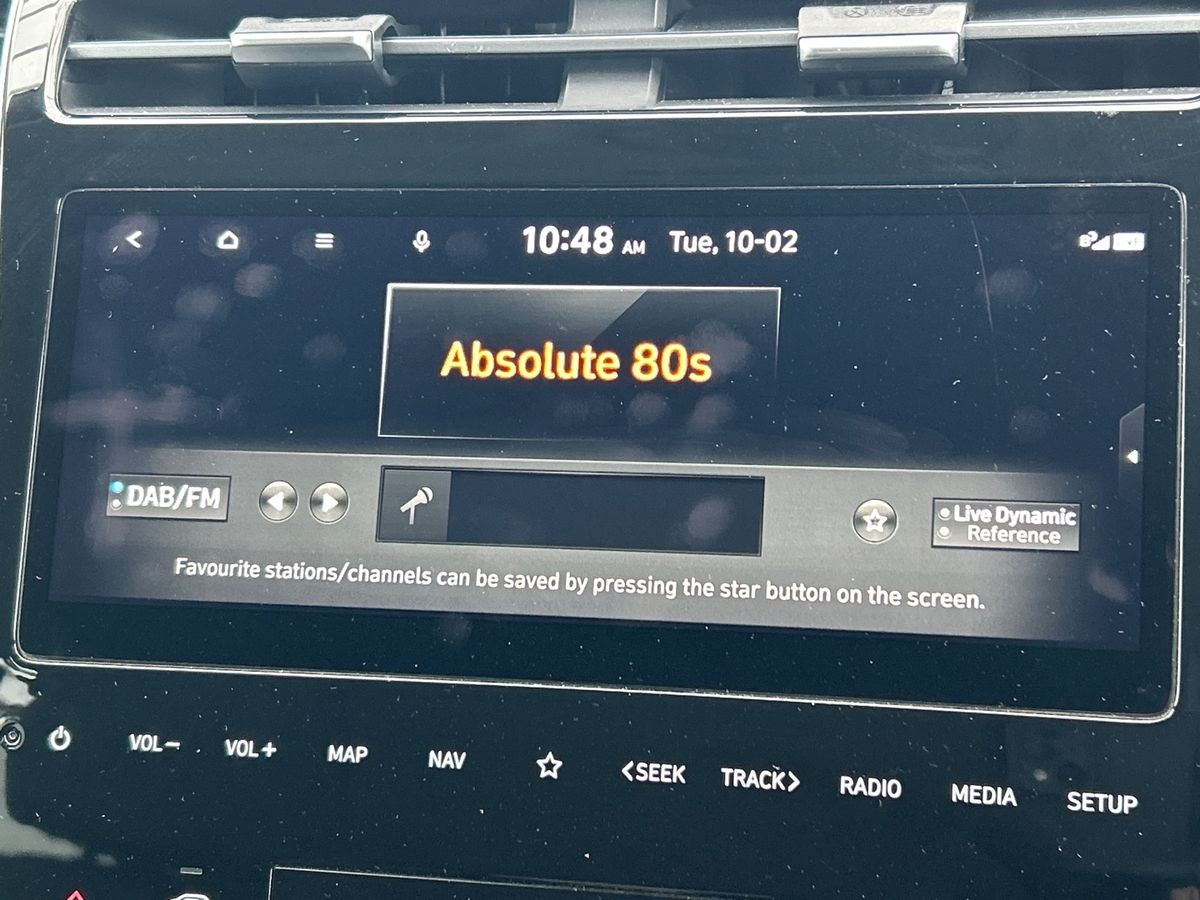 10:48 AM Tue, 10-02
Absolute 80s
DAB/FM
Live Dynamic
Reference
Favourite stations/channels can be saved by pressing the star button on the screen.
VOL− VOL+ MAP NAV <SEEK TRACK> RADIO MEDIA SETUP